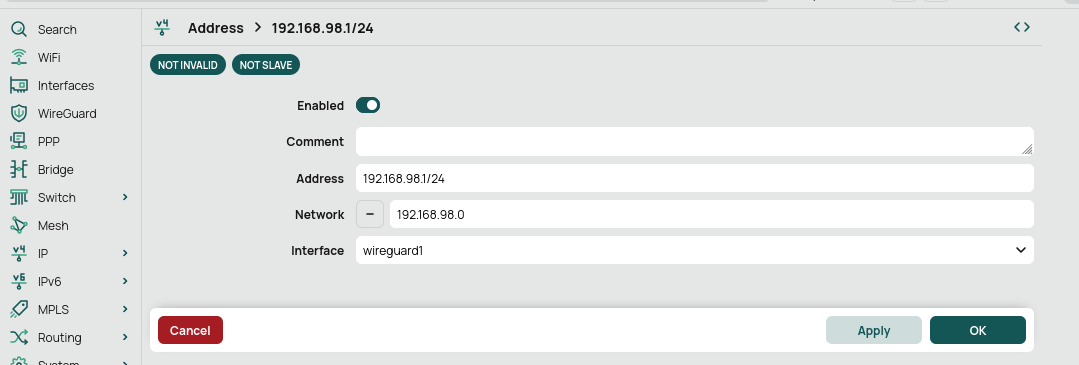 Search
WiFi
Interfaces
WireGuard
PPP
Bridge
Switch
Mesh
IP
IPv6
MPLS
Routing
System
v4 Address > 192.168.98.1/24
NOT INVALID NOT SLAVE
Enabled
Comment
Address 192.168.98.1/24
Network − 192.168.98.0
Interface wireguard1
Cancel Apply OK